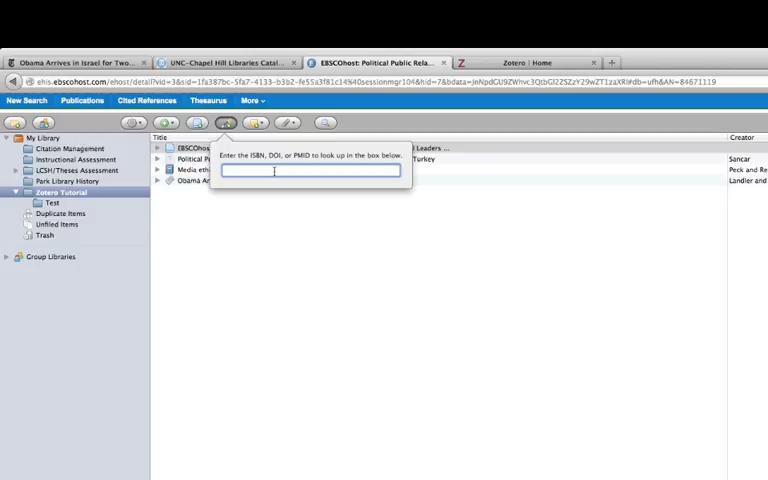 Obama Arrives in Israel for Two...
UNC-Chapel Hill Libraries Catal...
EBSCOhost: Political Public Rela...
Zotero | Home
New Search Publications Cited References Thesaurus More
My Library
Citation Management
Instructional Assessment
LCSH/Theses Assessment
Park Library History
Zotero Tutorial
Test
Duplicate Items
Unfiled Items
Trash
Group Libraries
Title Creator
EBSCOhos Leaders ...
Political Pu Turkey Sancar
Media eth Peck and Re
Obama Ar Landler and
Enter the ISBN, DOI, or PMID to look up in the box below.